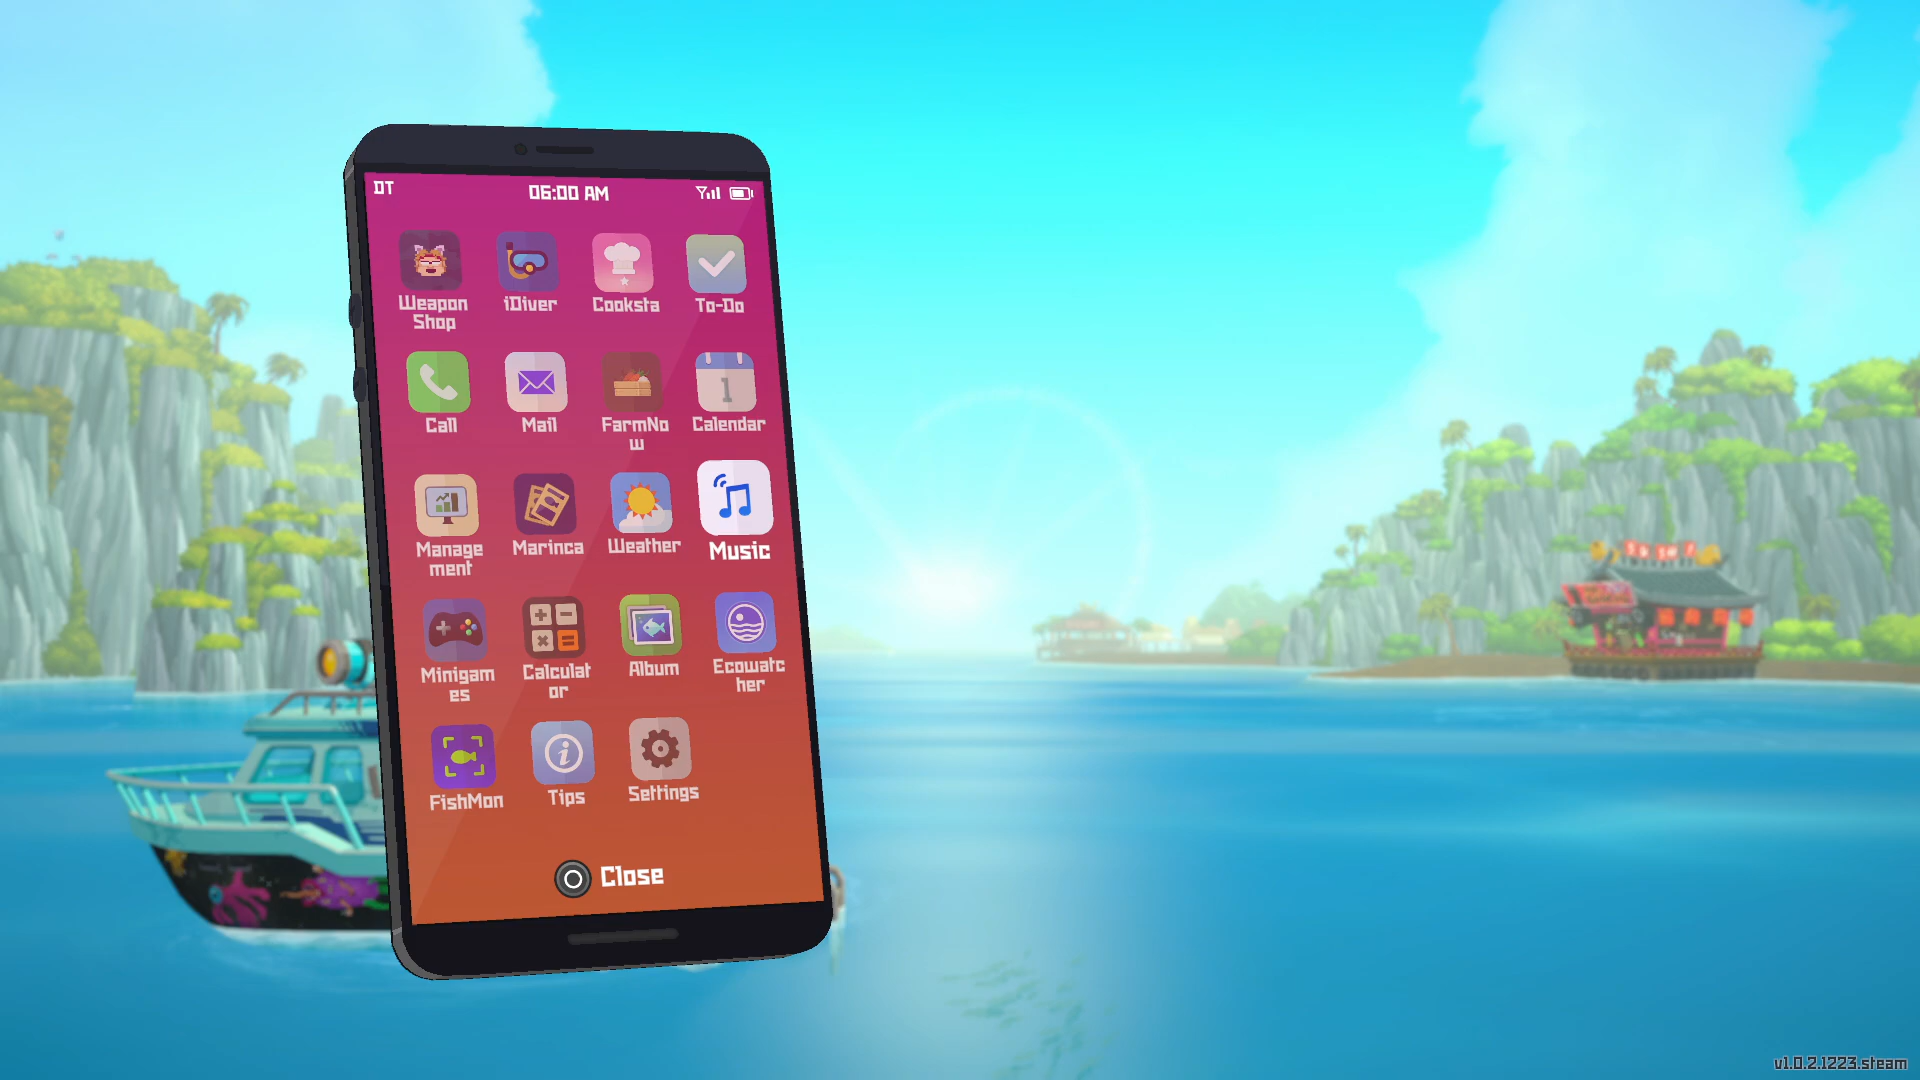 DT
06:00 AM
Weapon
Shop
iDiver
Cooksta
To-Do
Call
Mail
FarmNo
w
1
Calendar
Manage
ment
Marinca
Weather
Music
Minigam
es
Calculat
or
Album
Ecowatc
her
FishMon
Tips
Settings
Close
v1.0.2.1223.steam